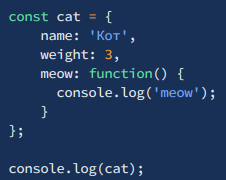 const cat = {
    name: 'Кот',
    weight: 3,
    meow: function() {
      console.log('meow');
    }
};

console.log(cat);